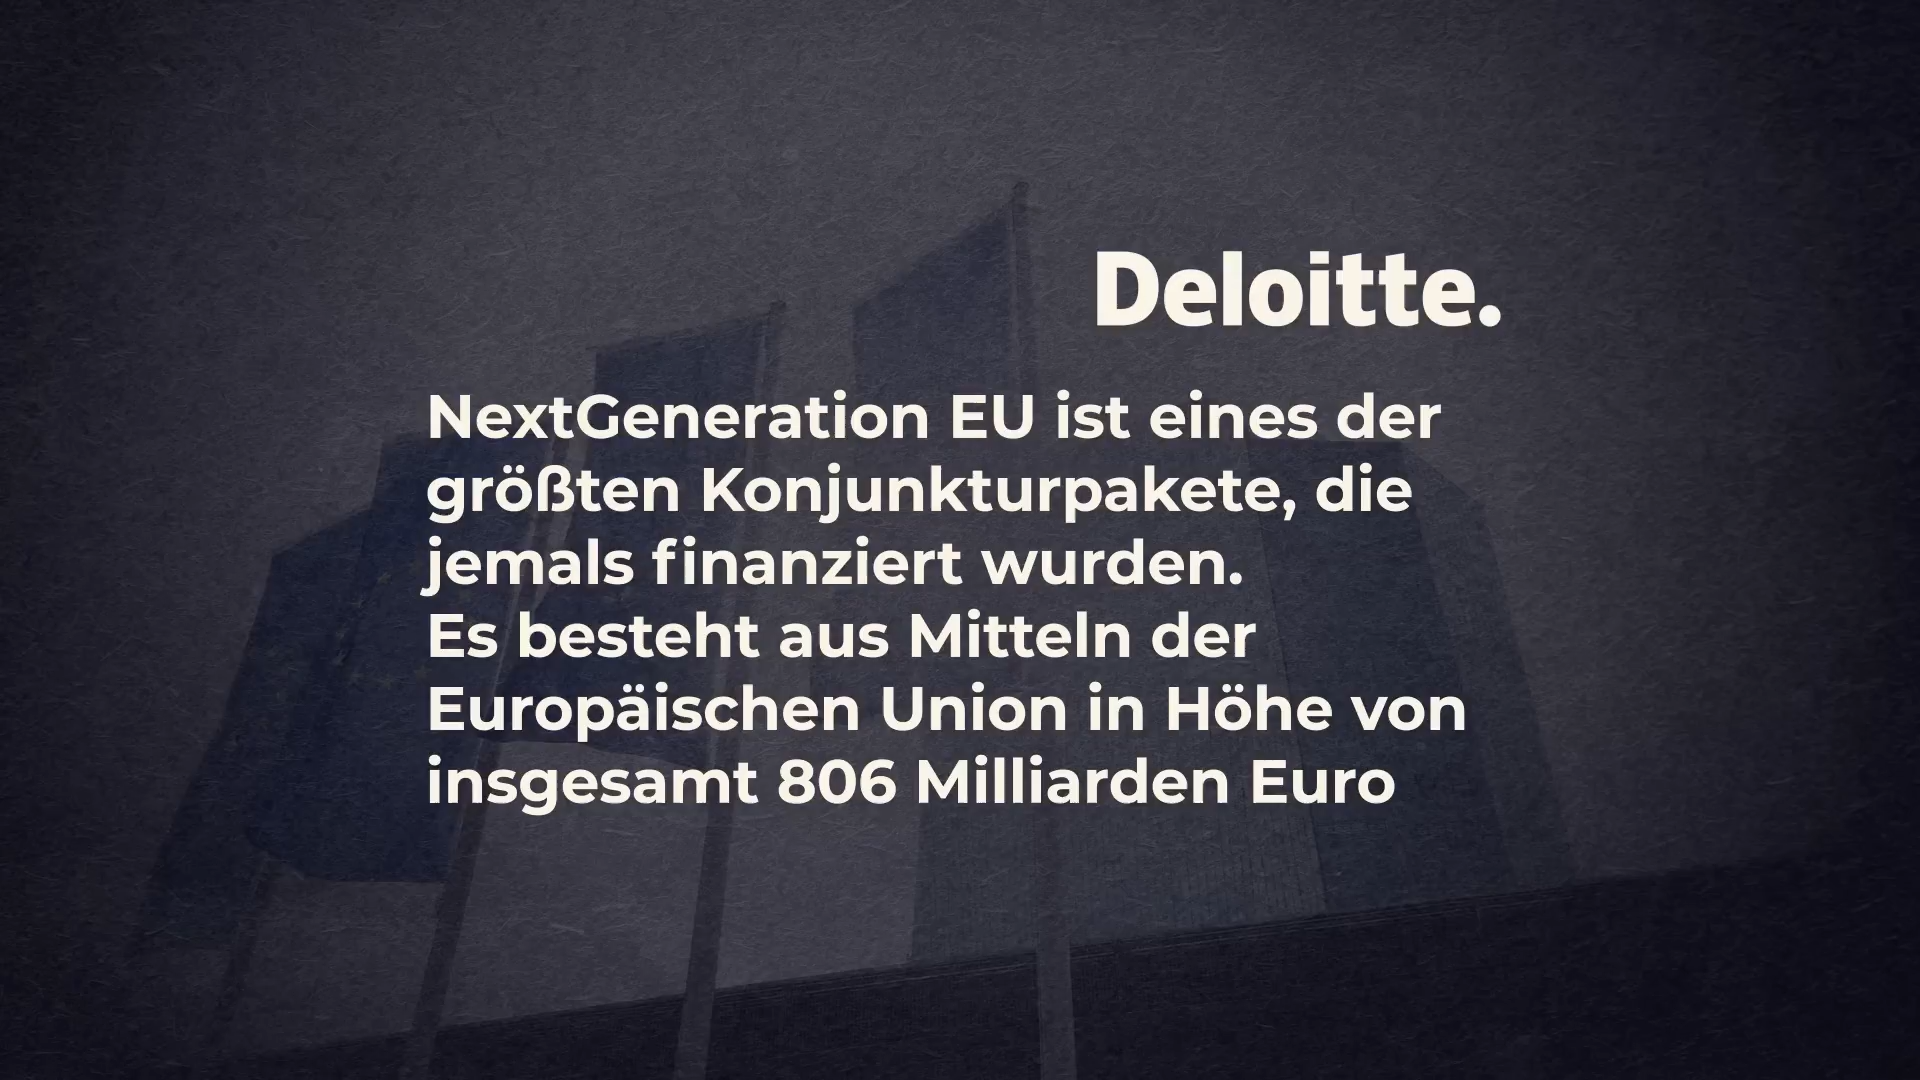 Deloitte.
NextGeneration EU ist eines der
größten Konjunkturpakete, die
jemals finanziert wurden.
Es besteht aus Mitteln der
Europäischen Union in Höhe von
insgesamt 806 Milliarden Euro